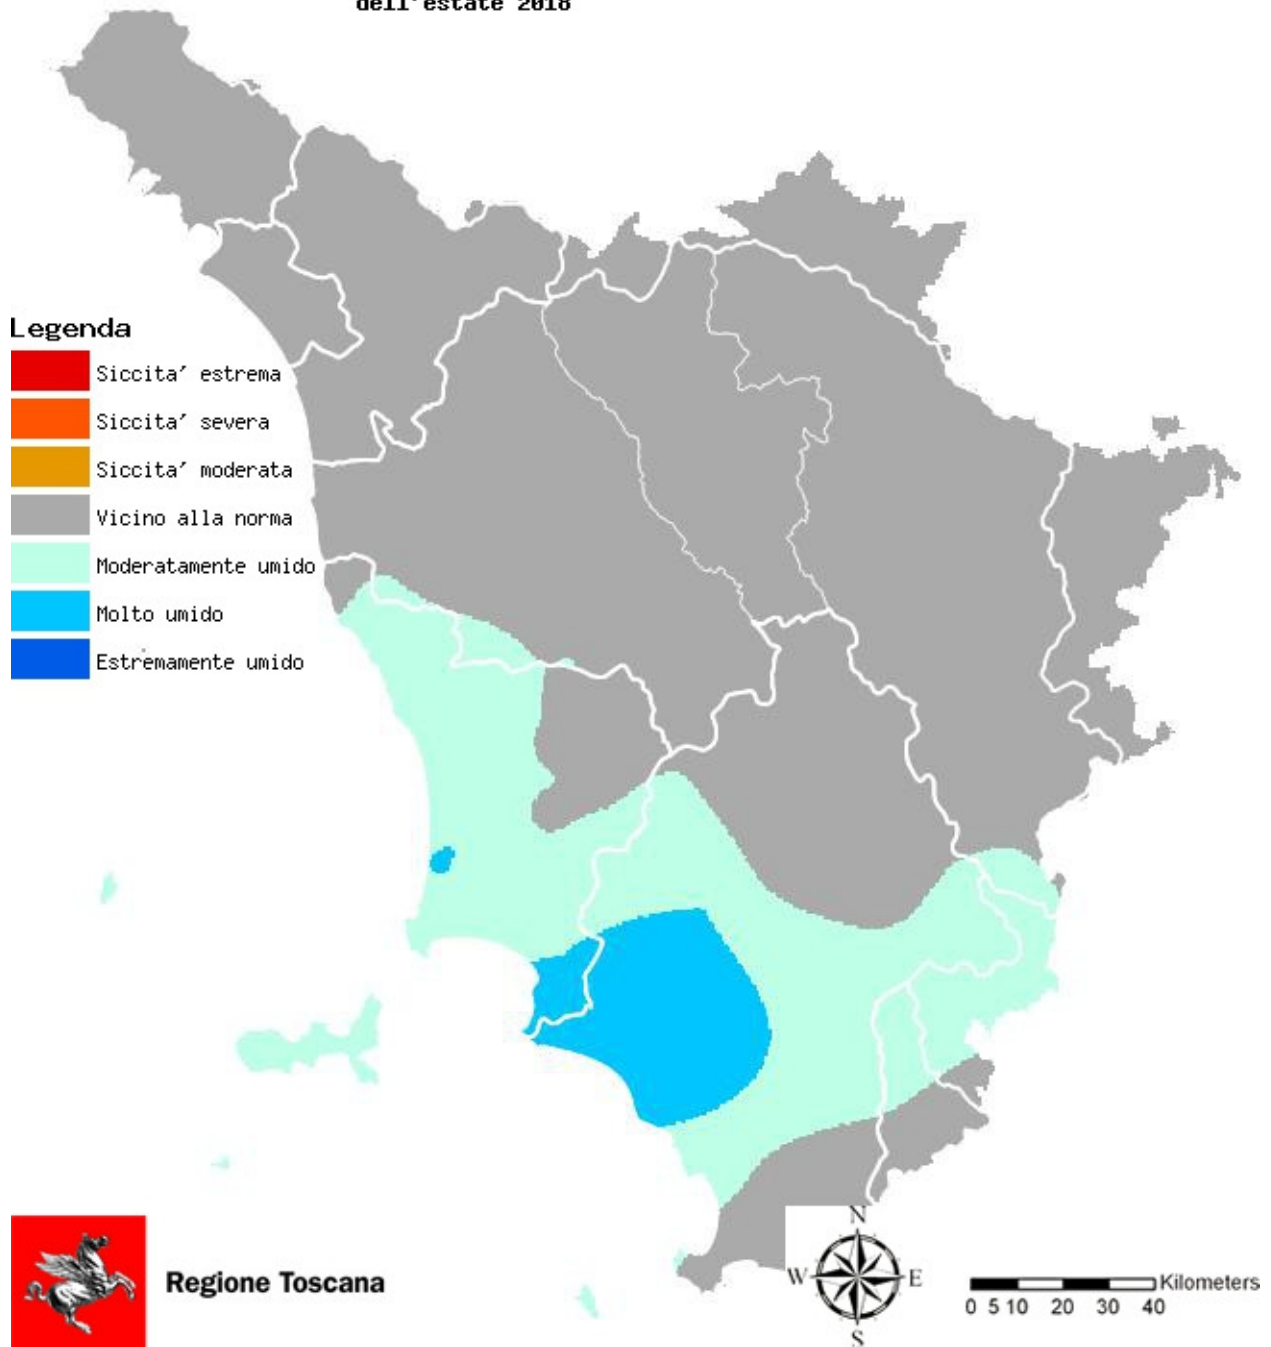 dell'estate 2018
Legenda
Siccita' estrema
Siccita' severa
Siccita' moderata
Vicino alla norma
Moderatamente umido
Molto umido
Estremamente umido
Regione Toscana
N
W E
S
Kilometers
0 5 10 20 30 40